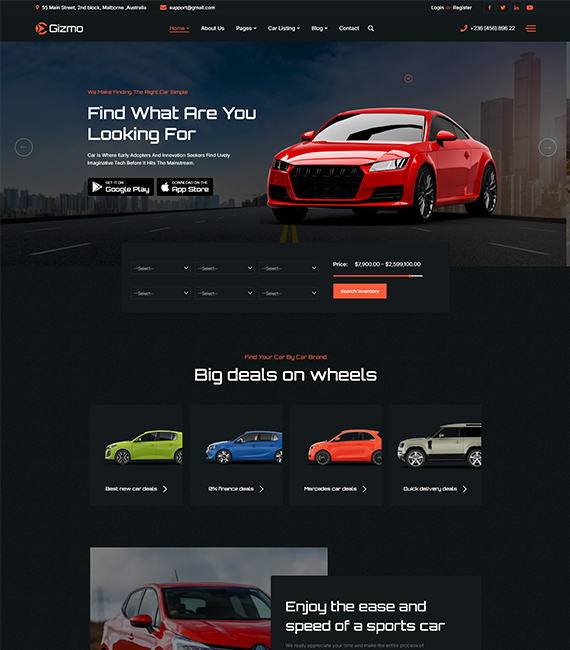 55 Main Street, 2nd block, Malborne ,Australia
support@gmail.com
Login or Register
Gizmo
Home
About Us
Pages
Car Listing
Blog
Contact
+236 (456) 896 22
We Make Finding The Right Car Simple
Find What Are You
Looking For
Car Is Where Early Adopters And Innovation Seekers Find Lively
Imaginative Tech Before It Hits The Mainstream.
GET IT ON
Google Play
DOWNLOAD ON THE
App Store
--Select--
--Select--
--Select--
Price: $7,900.00 - $2,599,100.00
--Select--
--Select--
--Select--
Search Inventory
Find Your Car By Car Brand
Big deals on wheels
Best new car deals
0% finance deals
Mercedes car deals
Quick delivery deals
Enjoy the ease and
speed of a sports car
We really appreciate your time and make the entire process of